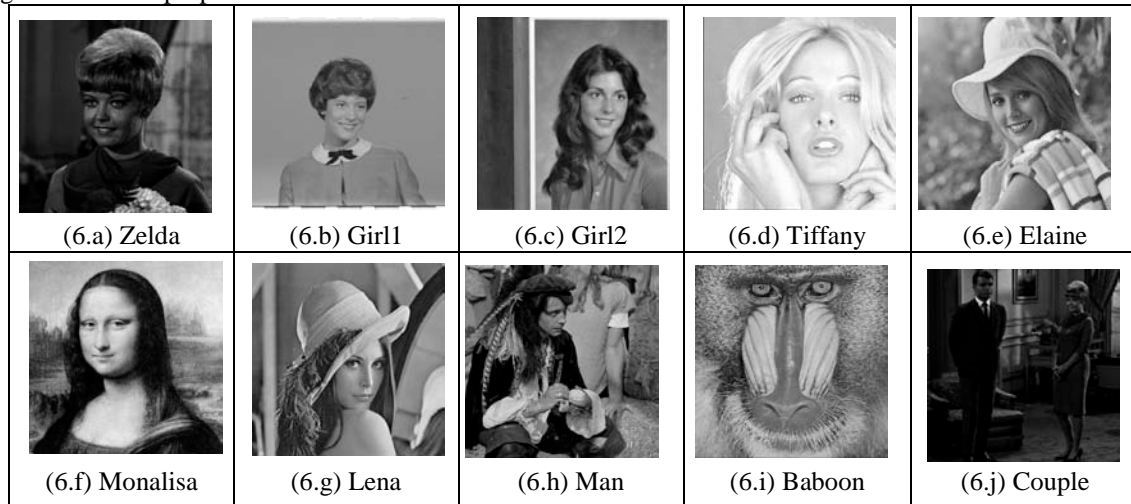 (6.a) Zelda (6.b) Girl1 (6.c) Girl2 (6.d) Tiffany (6.e) Elaine
(6.f) Monalisa (6.g) Lena (6.h) Man (6.i) Baboon (6.j) Couple